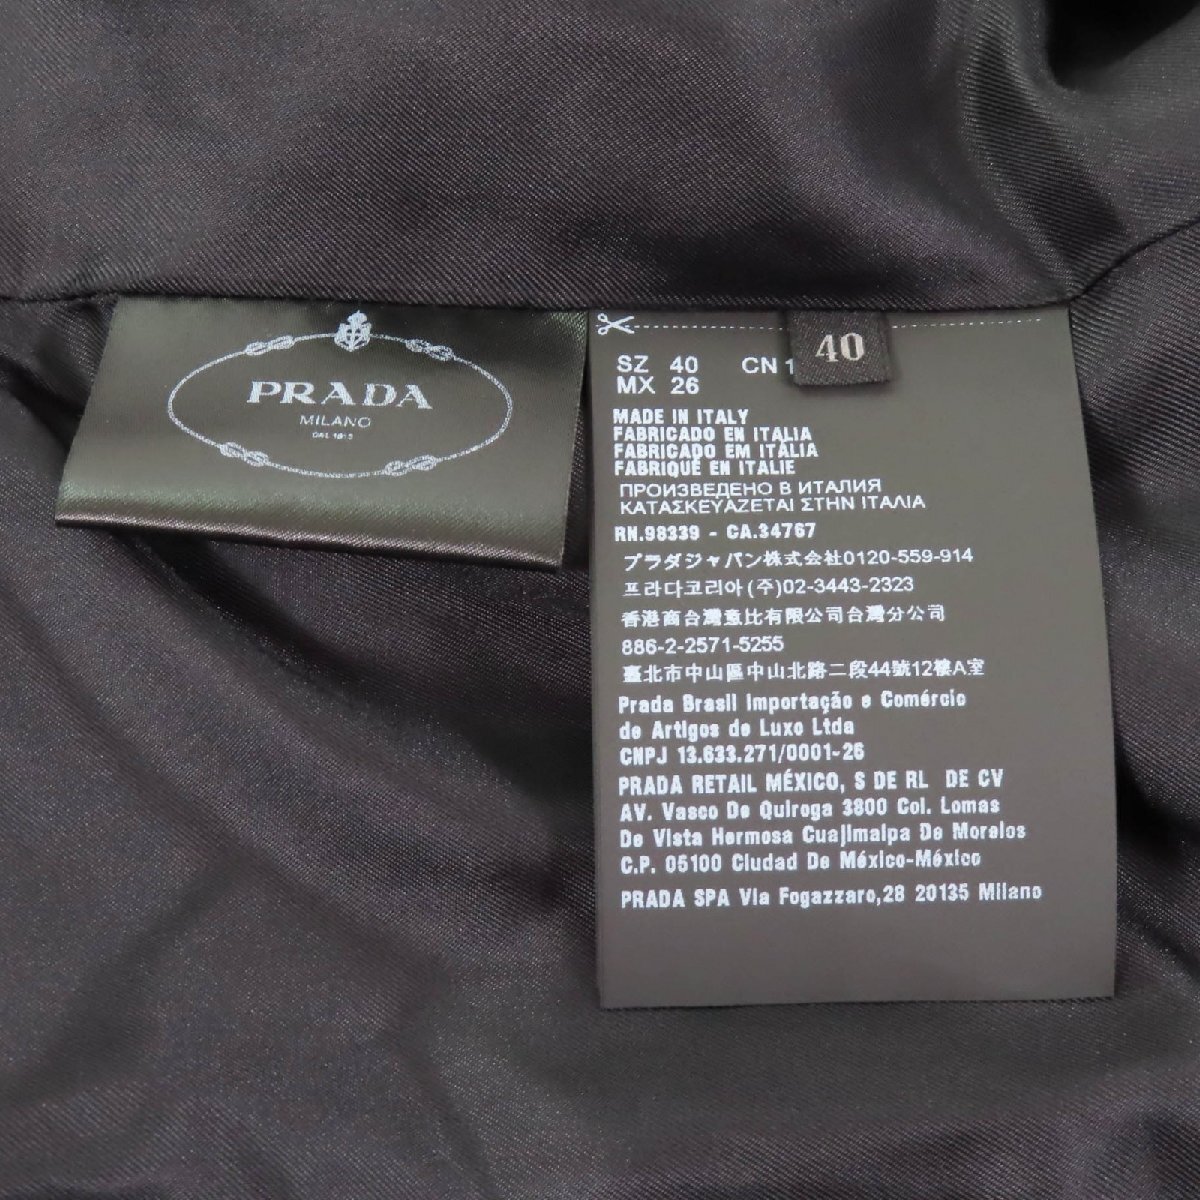 PRADA
MILANO
DAL 1913
40
SZ 40 CN 1
MX 26
MADE IN ITALY
FABRICADO EN ITALIA
FABRICADO EM ITÁLIA
FABRIQUÉ EN ITALIE
ПРОИЗВЕДЕНО В ИТАЛИЯ
ΚΑΤΑΣΚΕΥΑΖΕΤΑΙ ΣΤΗΝ ΙΤΑΛΙΑ
RN.98339 - CA.34767
プラダジャパン株式会社0120-559-914
프라다코리아(주)02-3443-2323
香港商台灣意比有限公司台灣分公司
886-2-2571-5255
臺北市中山區中山北路二段44號12樓A室
Prada Brasil Importação e Comércio
de Artigos de Luxo Ltda
CNPJ 13.633.271/0001-26
PRADA RETAIL MÉXICO, S DE RL DE CV
AV. Vasco De Quiroga 3800 Col. Lomas
De Vista Hermosa Cuajimalpa De Morelos
C.P. 05100 Ciudad De México-México
PRADA SPA Via Fogazzaro,28 20135 Milano